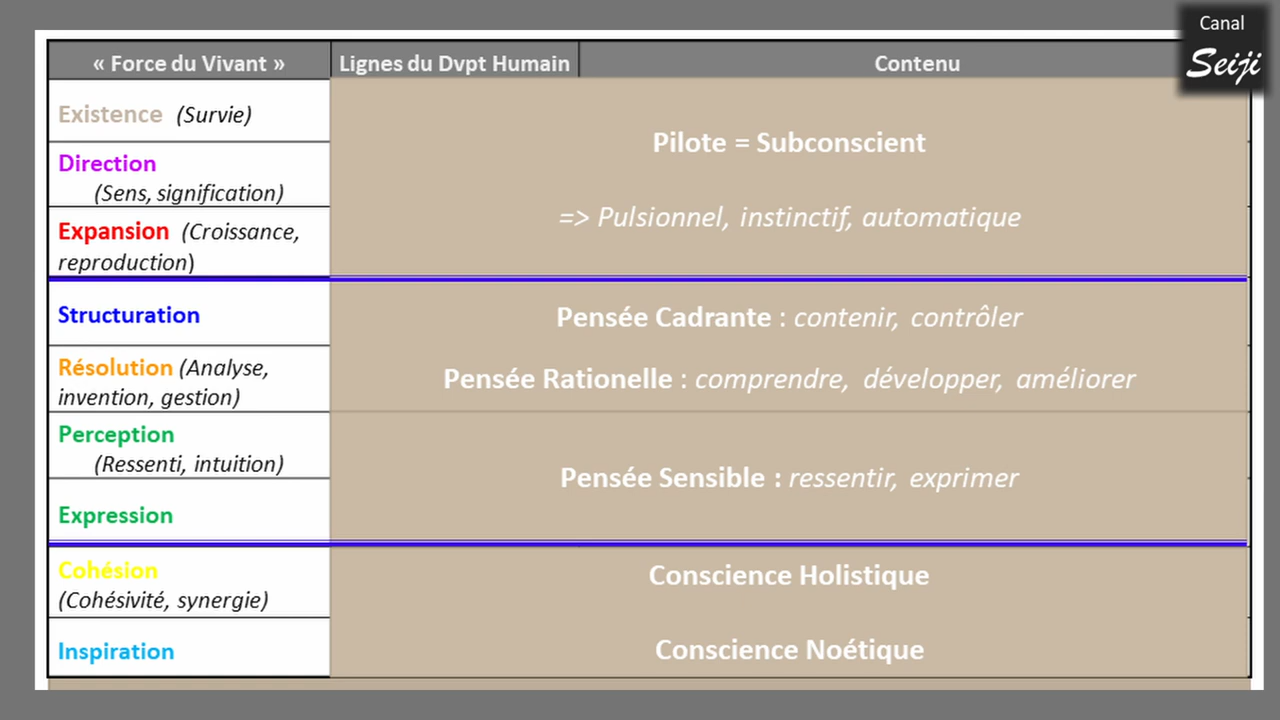 Canal
Seiji
« Force du Vivant » Lignes du Dvpt Humain Contenu
Existence (Survie)
Direction
(Sens, signification)
Expansion (Croissance,
reproduction)
Pilote = Subconscient
=> Pulsionnel, instinctif, automatique
Structuration
Résolution (Analyse,
invention, gestion)
Pensée Cadrante : contenir, contrôler
Pensée Rationelle : comprendre, développer, améliorer
Perception
(Ressenti, intuition)
Expression
Pensée Sensible : ressentir, exprimer
Cohésion
(Cohésivité, synergie)
Inspiration
Conscience Holistique
Conscience Noétique